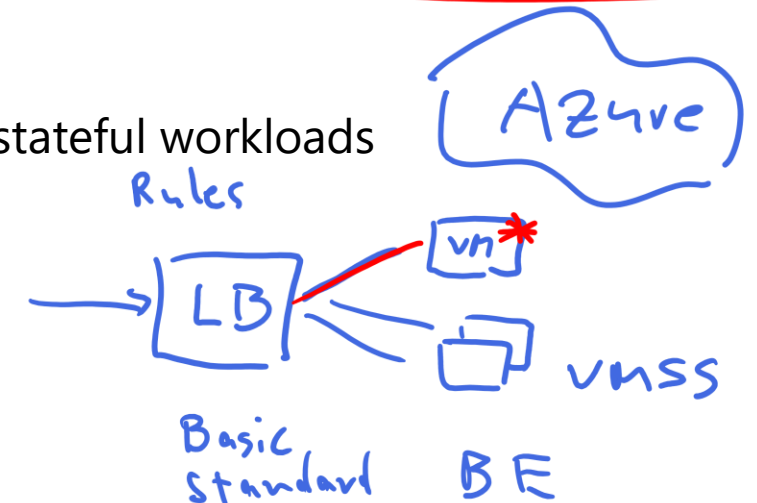 Azure
stateful workloads
Rules
VM
LB
VMSS
Basic
Standard
BE